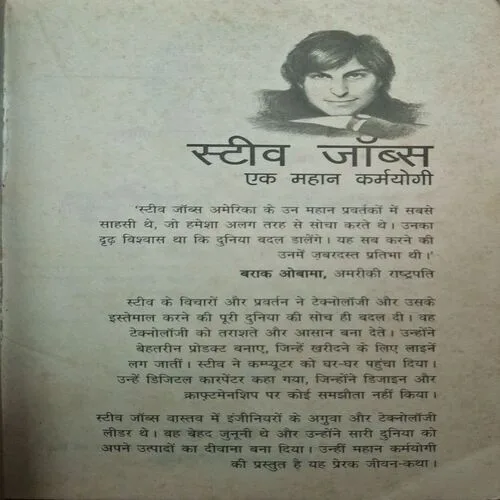 स्टीव जॉब्स
एक महान कर्मयोगी
'स्टीव जॉब्स अमेरिका के उन महान प्रवर्तकों में सबसे
साहसी थे, जो हमेशा अलग तरह से सोचा करते थे। उनका
दृढ़ विश्वास था कि दुनिया बदल डालेंगे। यह सब करने की
उनमें ज़बरदस्त प्रतिभा थी।'
बराक ओबामा, अमरीकी राष्ट्रपति
स्टीव के विचारों और प्रवर्तन ने टेक्नोलॉजी और उसके
इस्तेमाल करने की पूरी दुनिया की सोच ही बदल दी। वह
टेक्नोलॉजी को तराशते और आसान बना देते। उन्होंने
बेहतरीन प्रोडक्ट बनाए, जिन्हें खरीदने के लिए लाइनें
लग जातीं। स्टीव ने कम्प्यूटर को घर-घर पहुंचा दिया।
उन्हें डिजिटल कारपेंटर कहा गया, जिन्होंने डिजाइन और
क्राफ्टमेनशिप पर कोई समझौता नहीं किया।
स्टीव जॉब्स वास्तव में इंजीनियरों के अगुवा और टेक्नोलॉजी
लीडर थे। वह बेहद जुनूनी थे और उन्होंने सारी दुनिया को
अपने उत्पादों का दीवाना बना दिया। उन्हीं महान कर्मयोगी
की प्रस्तुत है यह प्रेरक जीवन-कथा।